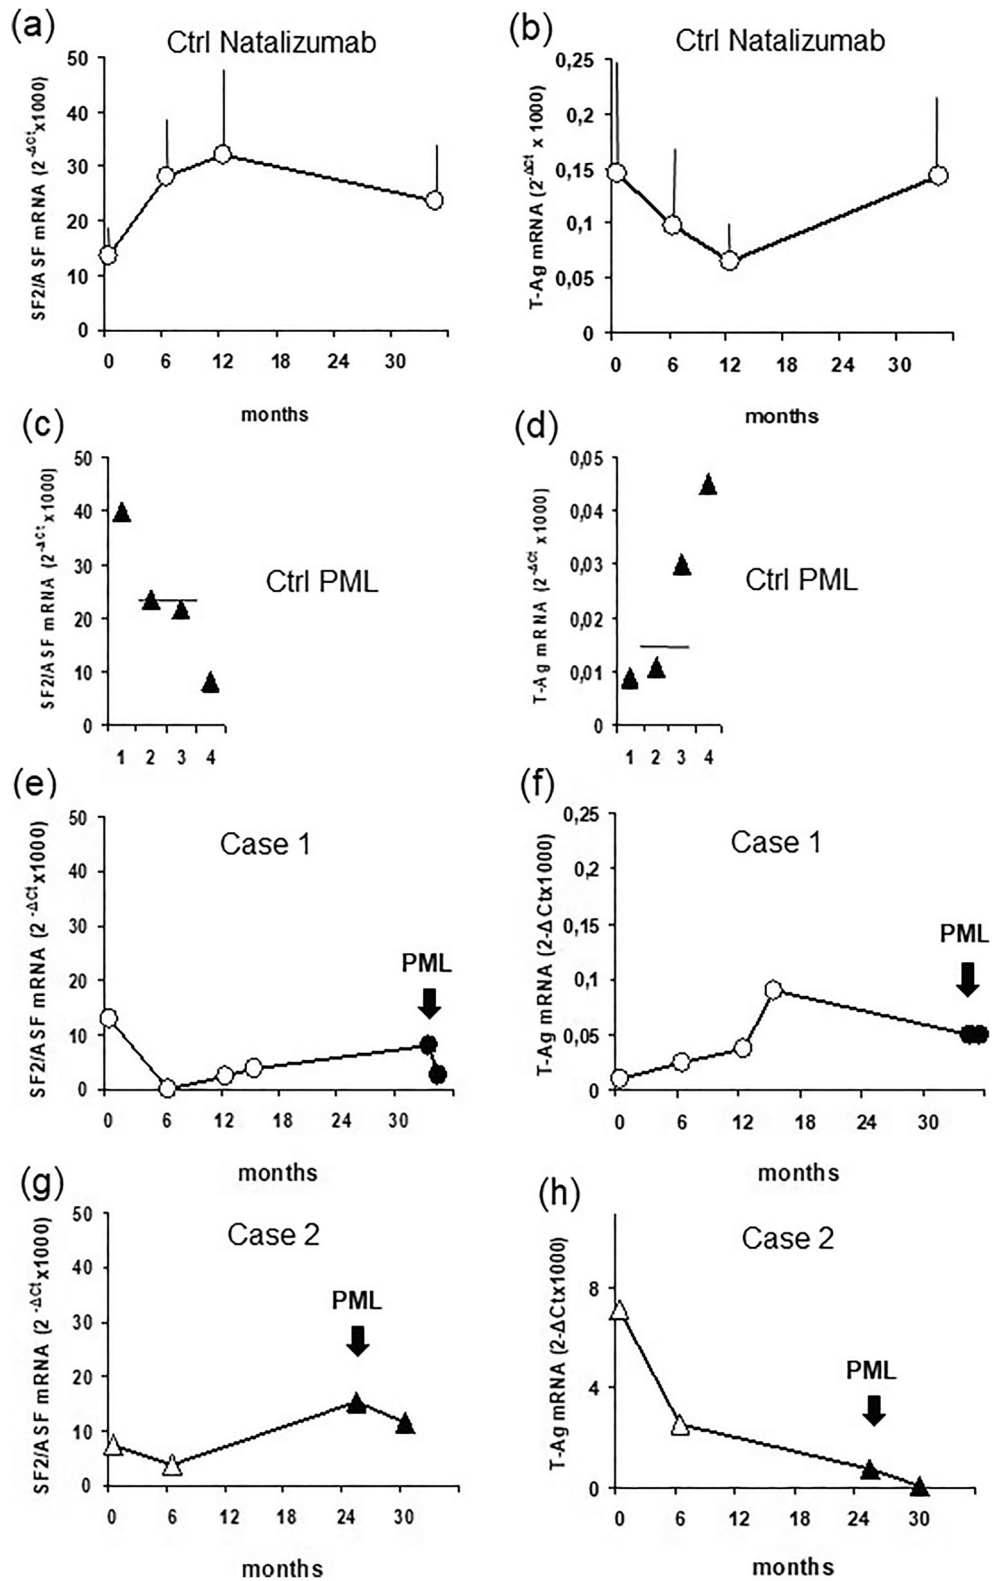 (a)
Ctrl Natalizumab
SF2/ASF mRNA (2-ΔCtx1000)
50
40
30
20
10
0
0 6 12 18 24 30
months
(b)
Ctrl Natalizumab
T-Ag mRNA (2-ΔCt x 1000)
0,25
0,2
0,15
0,1
0,05
0
0 6 12 18 24 30
months
(c)
SF2/ASF mRNA (2-ΔCtx1000)
50
40
30
20
10
0
1 2 3 4
Ctrl PML
(d)
T-Ag mRNA (2-ΔCt x1000)
0,05
0,04
0,03
0,02
0,01
0
1 2 3 4
Ctrl PML
(e)
Case 1
SF2/ASF mRNA (2 -ΔCtx1000)
50
40
30
20
10
0
PML
0 6 12 18 24 30
months
(f)
Case 1
T-Ag mRNA (2-ΔCtx1000)
0,25
0,2
0,15
0,1
0,05
0
PML
0 6 12 18 24 30
months
(g)
Case 2
SF2/ASF mRNA (2 -ΔCtx1000)
50
40
30
20
10
0
PML
0 6 12 18 24 30
months
(h)
Case 2
T-Ag mRNA (2-ΔCtx1000)
8
4
0
PML
0 6 12 18 24 30
months